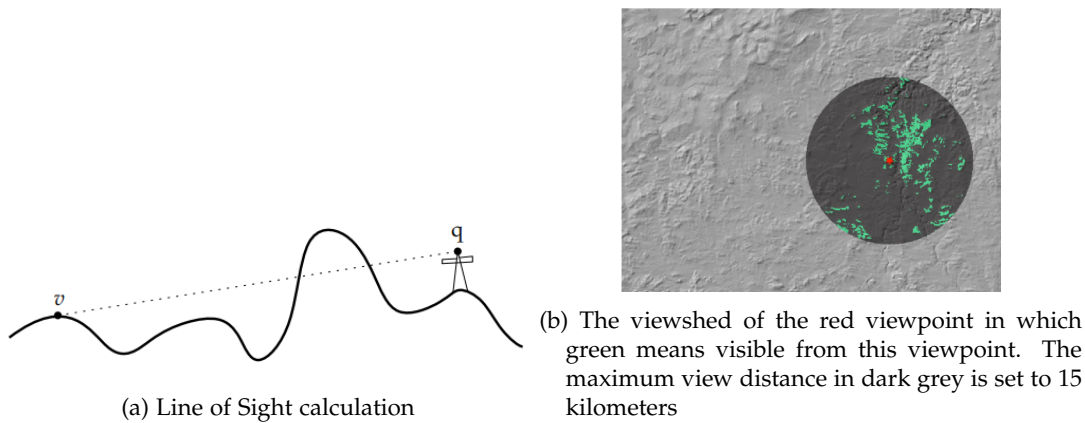 q
v
(a) Line of Sight calculation
(b) The viewshed of the red viewpoint in which
green means visible from this viewpoint. The
maximum view distance in dark grey is set to 15
kilometers